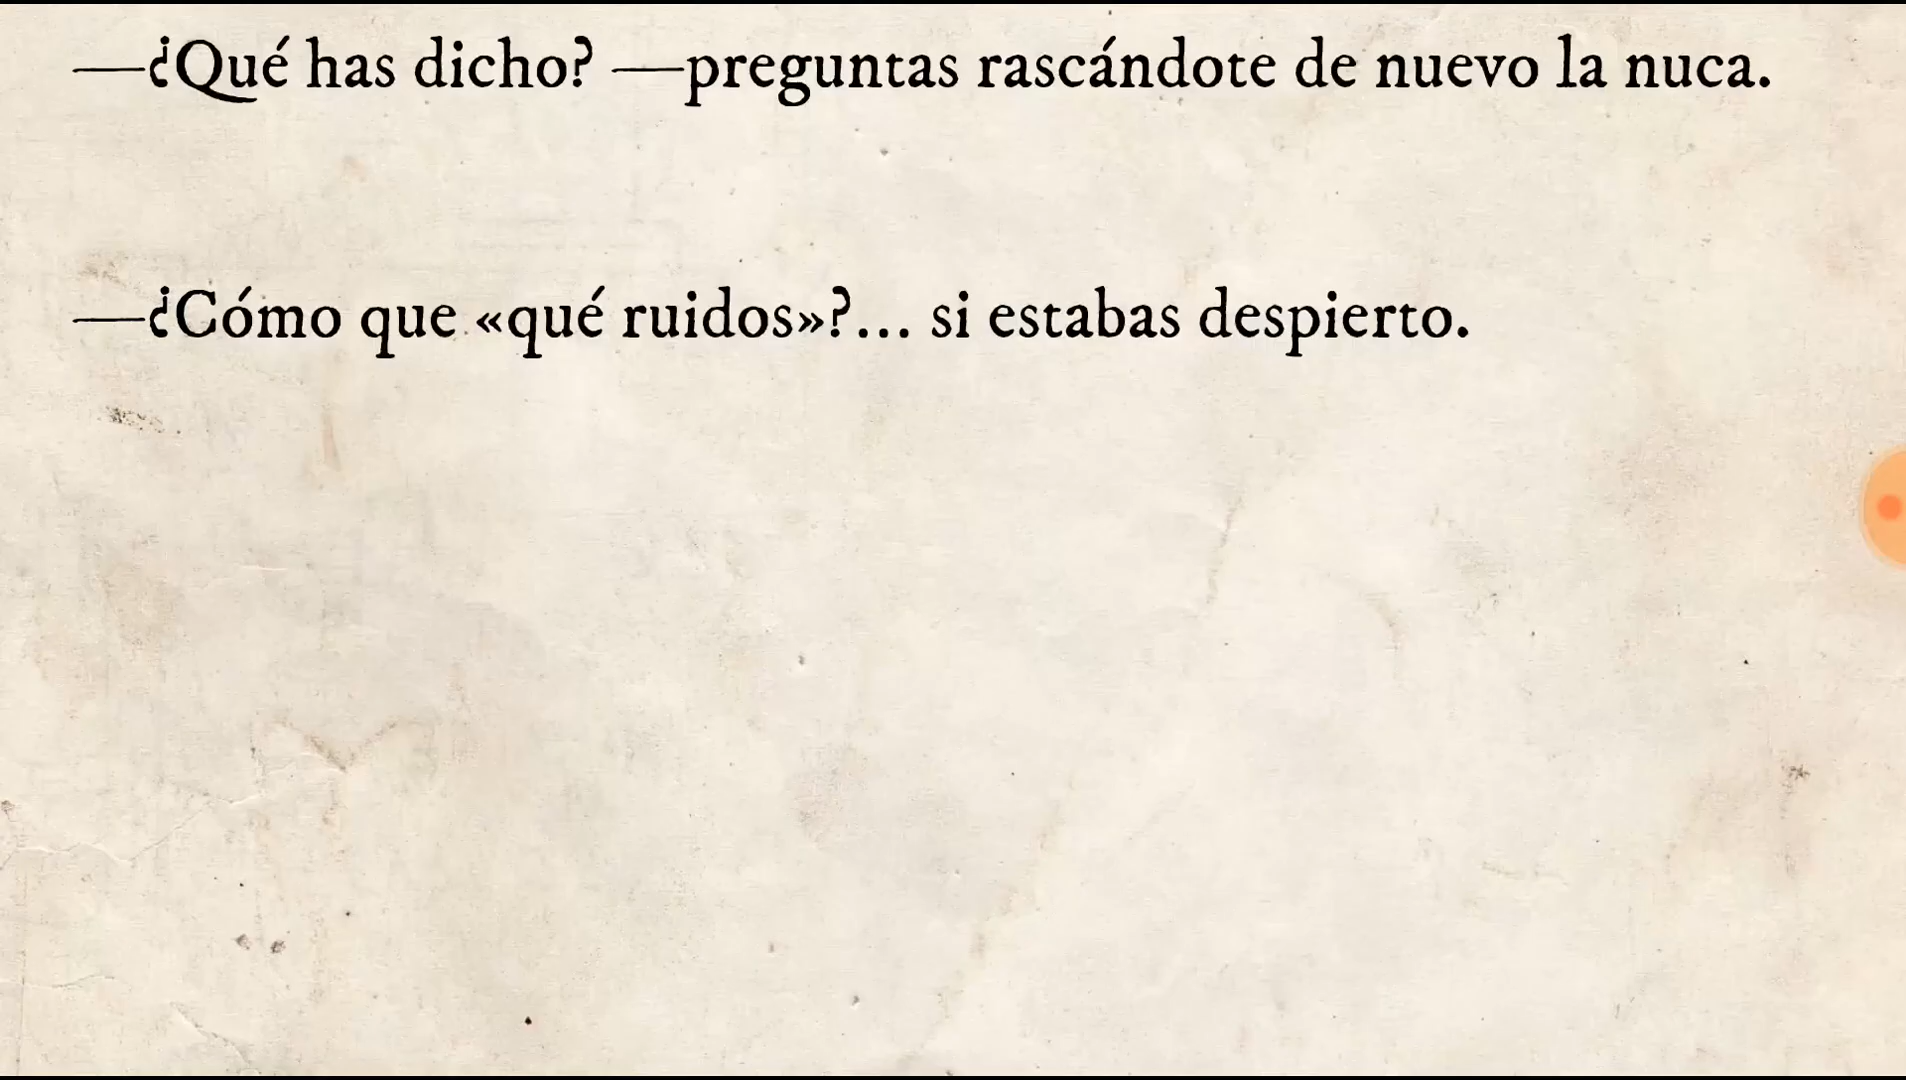 —¿Qué has dicho? —preguntas rascándote de nuevo la nuca.
—¿Cómo que «qué ruidos»?... si estabas despierto.